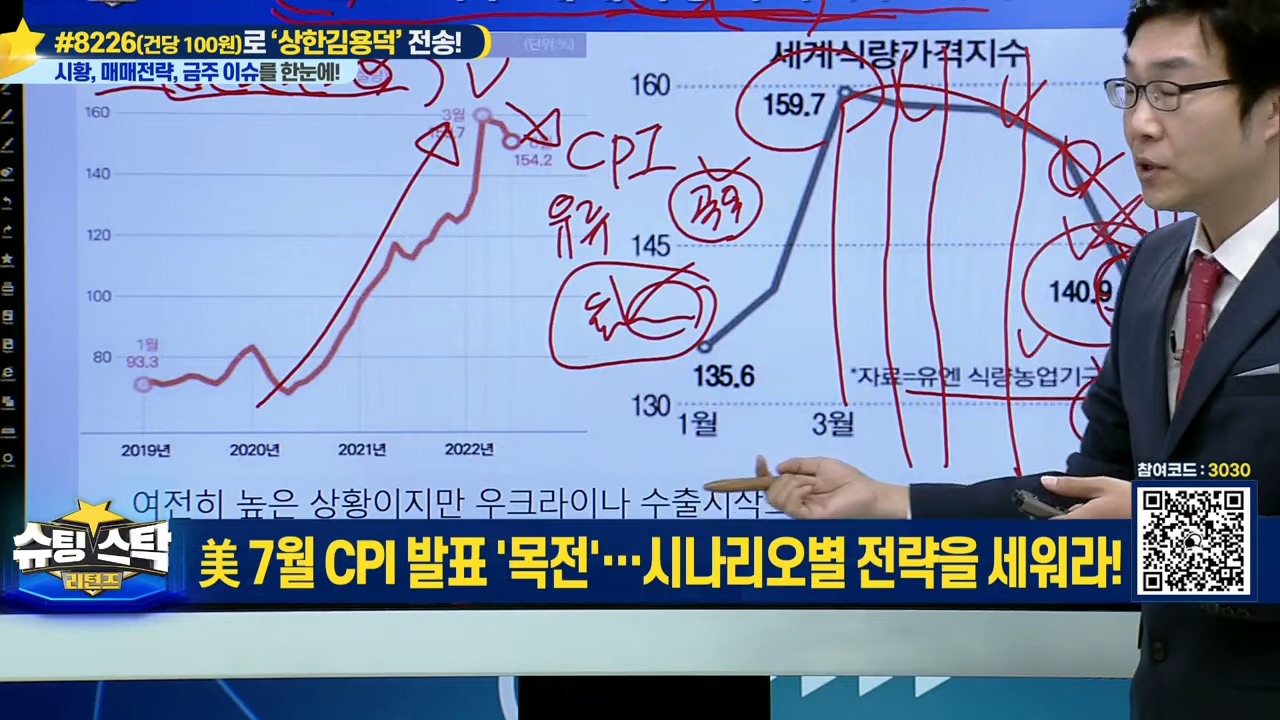 #8226(건당 100원)로 '상한김용덕' 전송!
시황, 매매전략, 금주 이슈를 한눈에!
(단위:%)
세계식량가격지수
160
140
120
100
80
3월
154.2
1월
93.3
2019년
2020년
2021년
2022년
CPI
유류
곡물
160
145
130
159.7
140.9
135.6
*자료=유엔 식량농업기구
1월
3월
여전히 높은 상황이지만 우크라이나 수출시작으
참여코드 : 3030
슈팅스탁
리턴즈
美 7월 CPI 발표 '목전'…시나리오별 전략을 세워라!